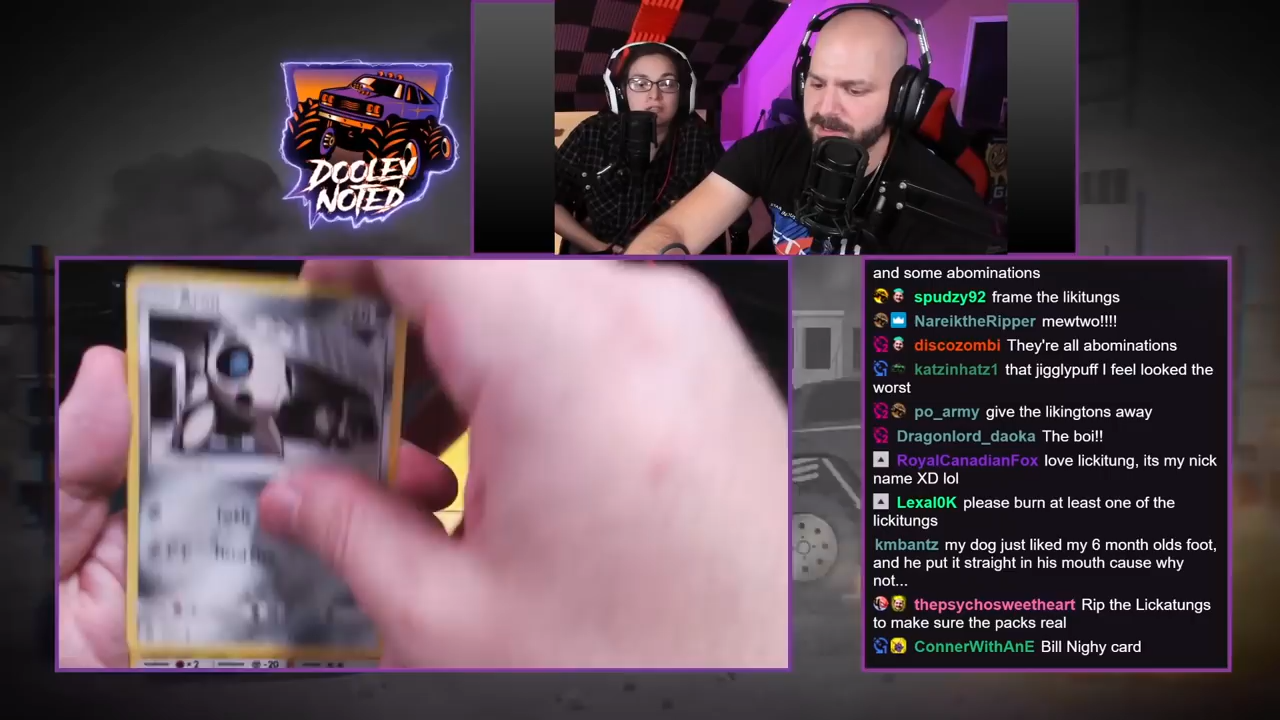 DOOLEY
NOTED
Aron
×2
-20
and some abominations
spudzy92 frame the likitungs
NareiktheRipper mewtwo!!!!
discozombi They're all abominations
katzinhatz1 that jigglypuff I feel looked the
worst
po_army give the likingtons away
Dragonlord_daoka The boi!!
RoyalCanadianFox love lickitung, its my nick
name XD lol
Lexal0K please burn at least one of the
lickitungs
kmbantz my dog just liked my 6 month olds foot,
and he put it straight in his mouth cause why
not...
thepsychosweetheart Rip the Lickatungs
to make sure the packs real
ConnerWithAnE Bill Nighy card